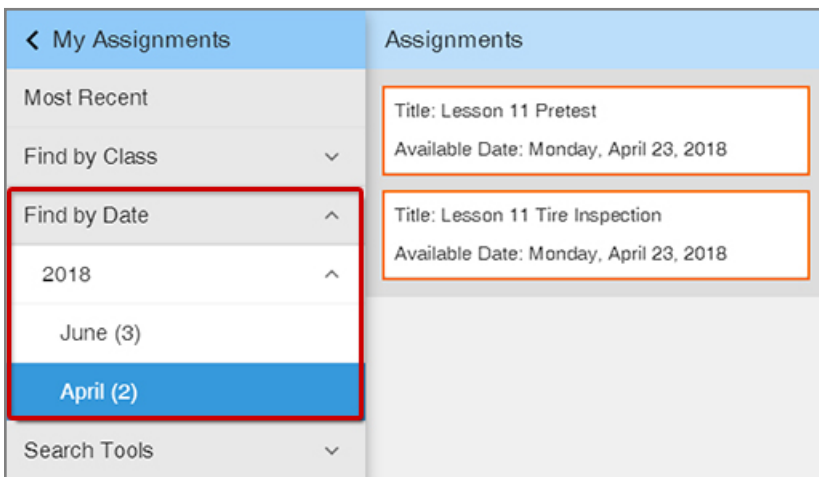 My Assignments
Most Recent
Find by Class
Find by Date
2018
June (3)
April (2)
Search Tools
Assignments
Title: Lesson 11 Pretest
Available Date: Monday, April 23, 2018
Title: Lesson 11 Tire Inspection
Available Date: Monday, April 23, 2018